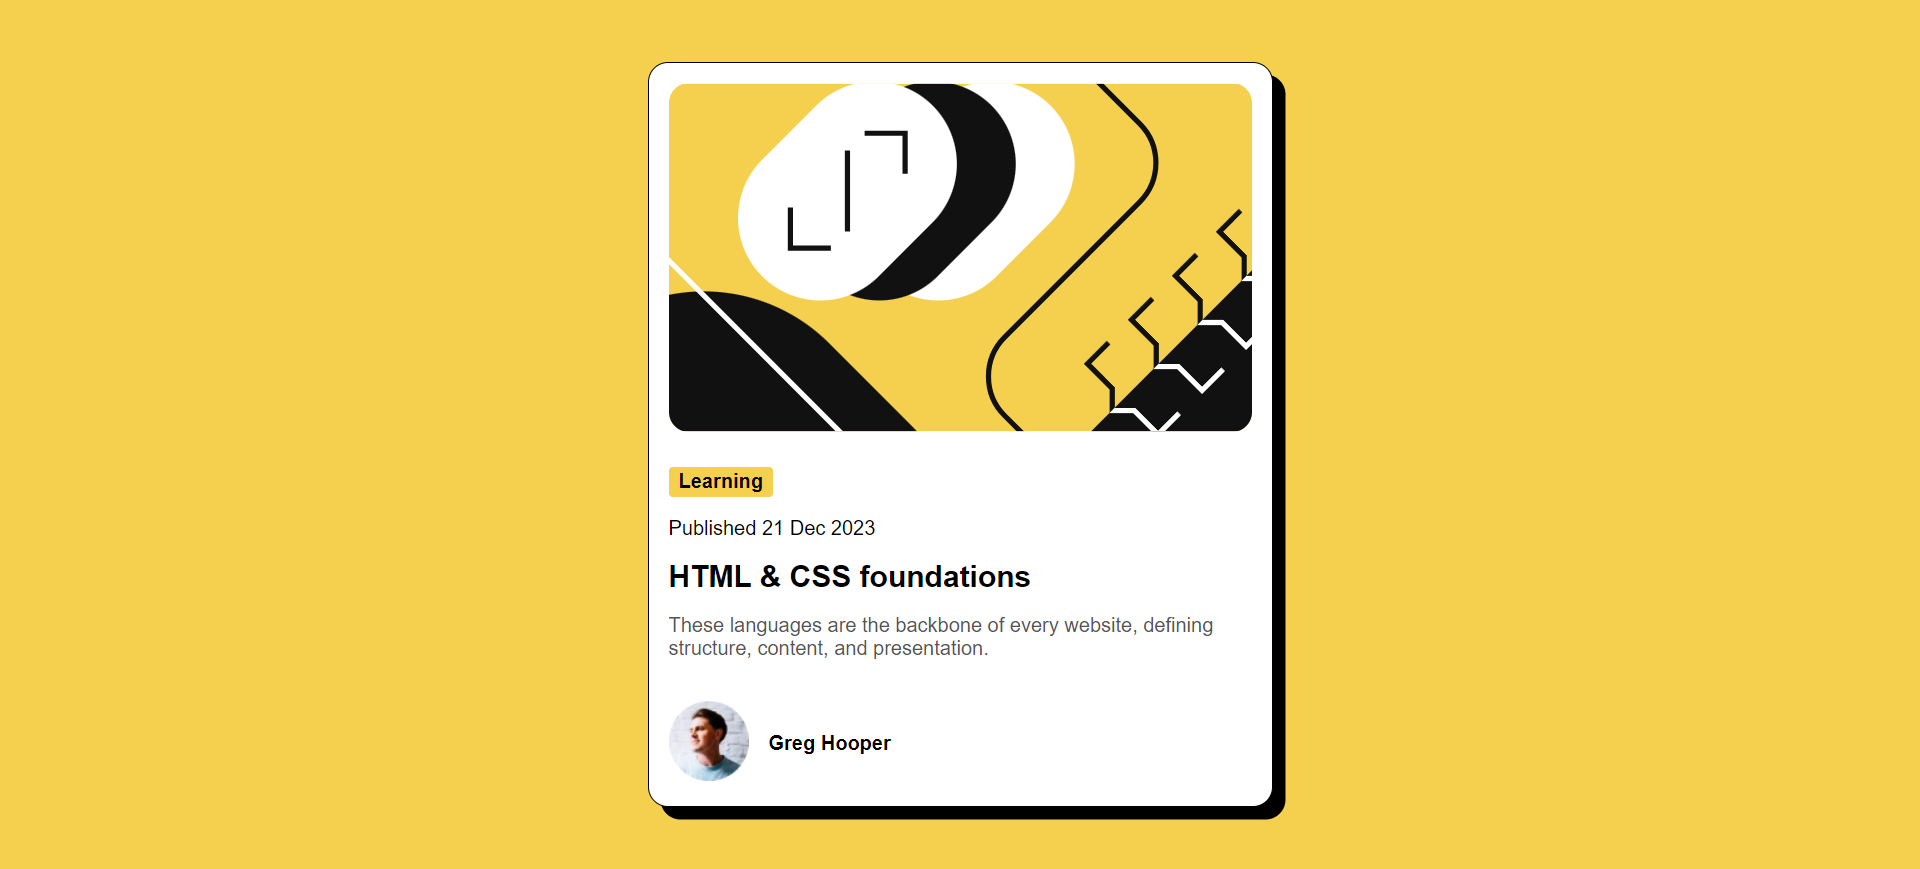 Learning
Published 21 Dec 2023
HTML & CSS foundations
These languages are the backbone of every website, defining
structure, content, and presentation.
Greg Hooper